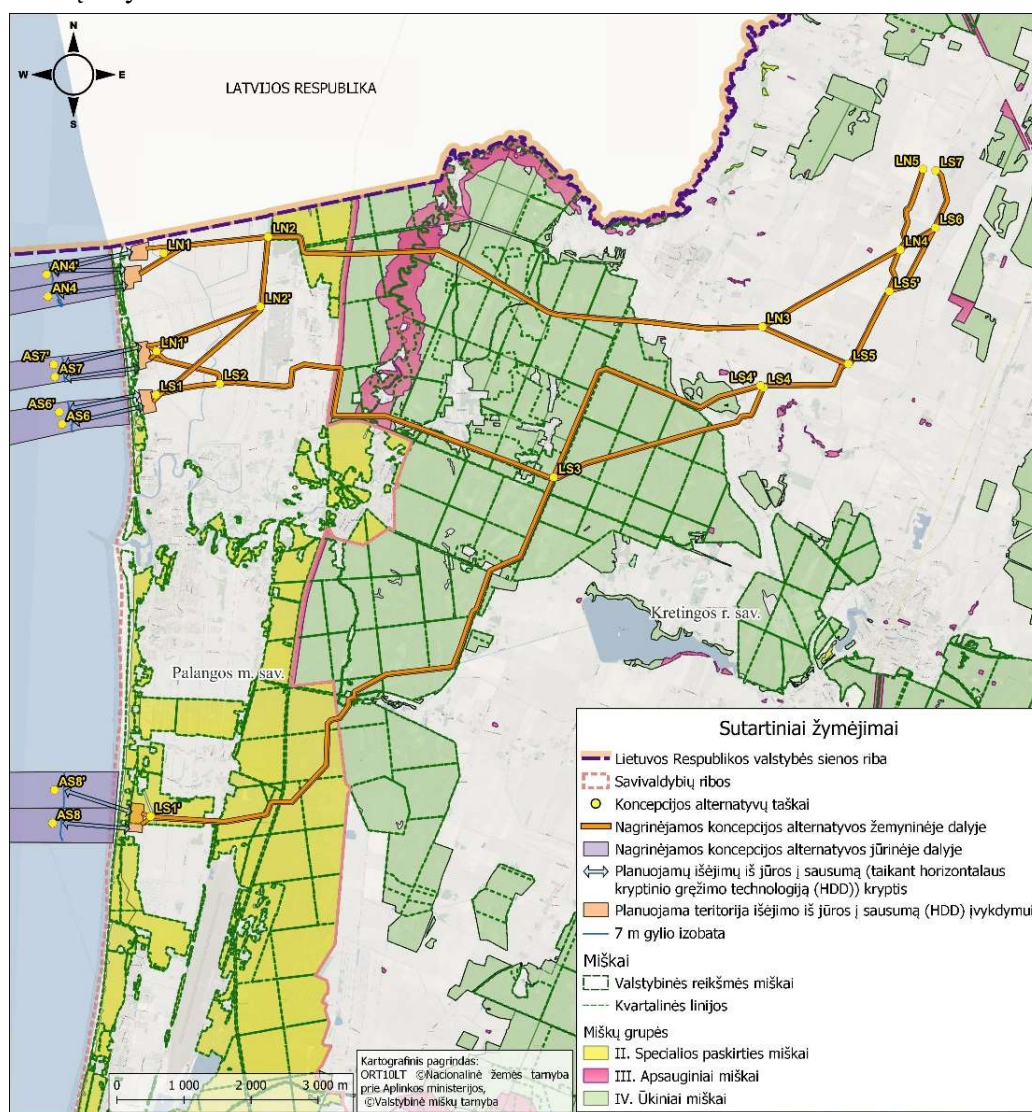 N
W
E
S
LATVIJOS RESPUBLIKA
LN5
LS7
LS6
LN4
LS5'
LN2
LN1
AN4'
AN4
LN2'
LN3
LN1'
AS7'
AS7
LS5
LS2
LS4'
LS4
LS1
AS6'
AS6
LS3
Kretingos r. sav.
Palangos m. sav.
AS8'
LS1'
AS8
Sutartiniai žymėjimai
Lietuvos Respublikos valstybės sienos riba
Savivaldybių ribos
Koncepcijos alternatyvų taškai
Nagrinėjamos koncepcijos alternatyvos žemyninėje dalyje
Nagrinėjamos koncepcijos alternatyvos jūrinėje dalyje
Planuojamų išėjimų iš jūros į sausumą (taikant horizontalaus
kryptinio gręžimo technologiją (HDD)) kryptis
Planuojama teritorija išėjimo iš jūros į sausumą (HDD) įvykdymui
7 m gylio izobata
Miškai
Valstybinės reikšmės miškai
Kvartalinės linijos
Miškų grupės
II. Specialios paskirties miškai
III. Apsauginiai miškai
IV. Ūkiniai miškai
Kartografinis pagrindas:
ORT10LT ©Nacionalinė žemės tarnyba
prie Aplinkos ministerijos,
©Valstybinė miškų tarnyba
0 1 000 2 000 3 000 m